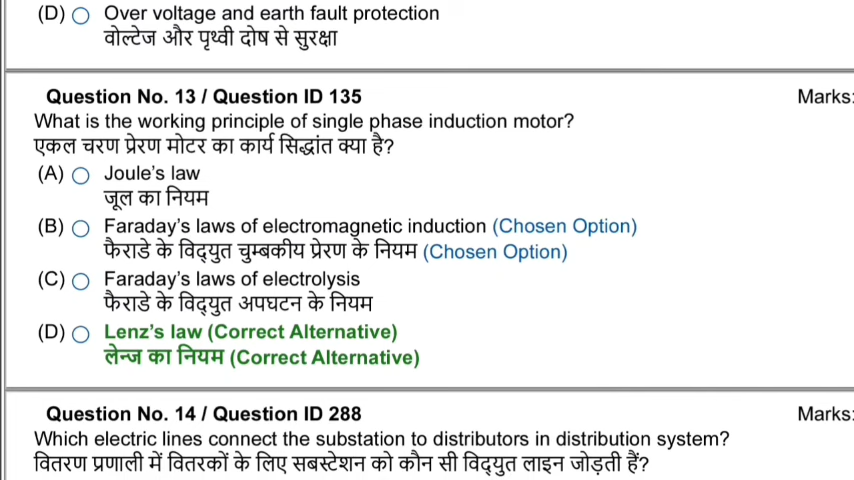 (D) Over voltage and earth fault protection
वोल्टेज और पृथ्वी दोष से सुरक्षा
Question No. 13 / Question ID 135 Marks:
What is the working principle of single phase induction motor?
एकल चरण प्रेरण मोटर का कार्य सिद्धांत क्या है?
(A) Joule's law
जूल का नियम
(B) Faraday's laws of electromagnetic induction (Chosen Option)
फैराडे के विद्युत चुम्बकीय प्रेरण के नियम (Chosen Option)
(C) Faraday's laws of electrolysis
फैराडे के विद्युत अपघटन के नियम
(D) Lenz's law (Correct Alternative)
लेन्ज का नियम (Correct Alternative)
Question No. 14 / Question ID 288 Marks:
Which electric lines connect the substation to distributors in distribution system?
वितरण प्रणाली में वितरकों के लिए सबस्टेशन को कौन सी विद्युत लाइन जोड़ती हैं?